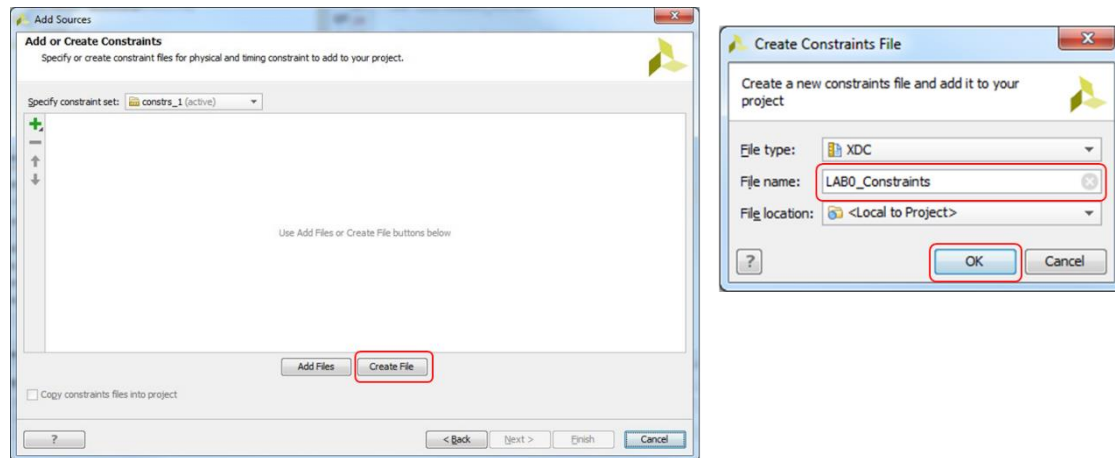 Add Sources
Add or Create Constraints
Specify or create constraint files for physical and timing constraint to add to your project.
Specify constraint set: constrs_1 (active)
Use Add Files or Create File buttons below
Add Files Create File
Copy constraints files into project
? < Back Next > Finish Cancel
Create Constraints File
Create a new constraints file and add it to your
project
File type: XDC
File name: LAB0_Constraints
File location: <Local to Project>
? OK Cancel